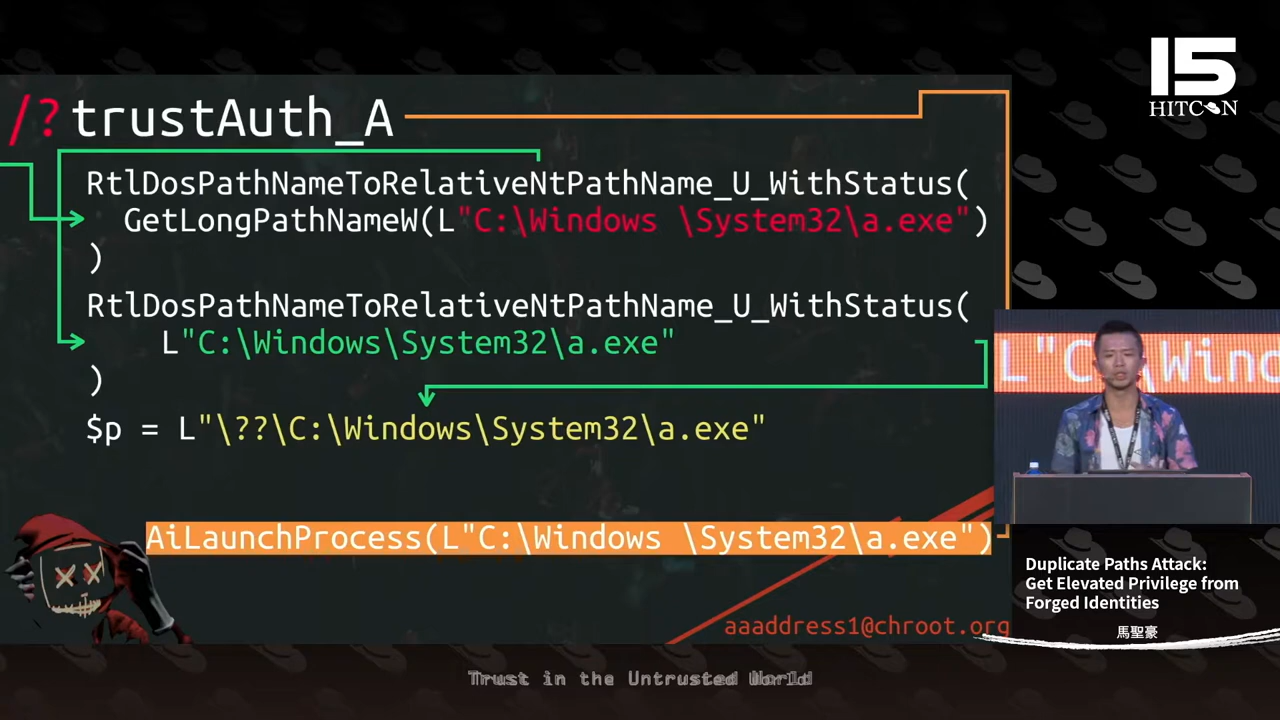 /? trustAuth_A
RtlDosPathNameToRelativeNtPathName_U_WithStatus(
GetLongPathNameW(L"C:\Windows \System32\a.exe")
)
RtlDosPathNameToRelativeNtPathName_U_WithStatus(
L"C:\Windows\System32\a.exe"
)
$p = L"\??\C:\Windows\System32\a.exe"
AiLaunchProcess(L"C:\Windows \System32\a.exe")
aaaddress1@chroot.org
15
HITCON
L"C:\Wind
Duplicate Paths Attack:
Get Elevated Privilege from
Forged Identities
馬聖豪
Trust in the Untrusted World